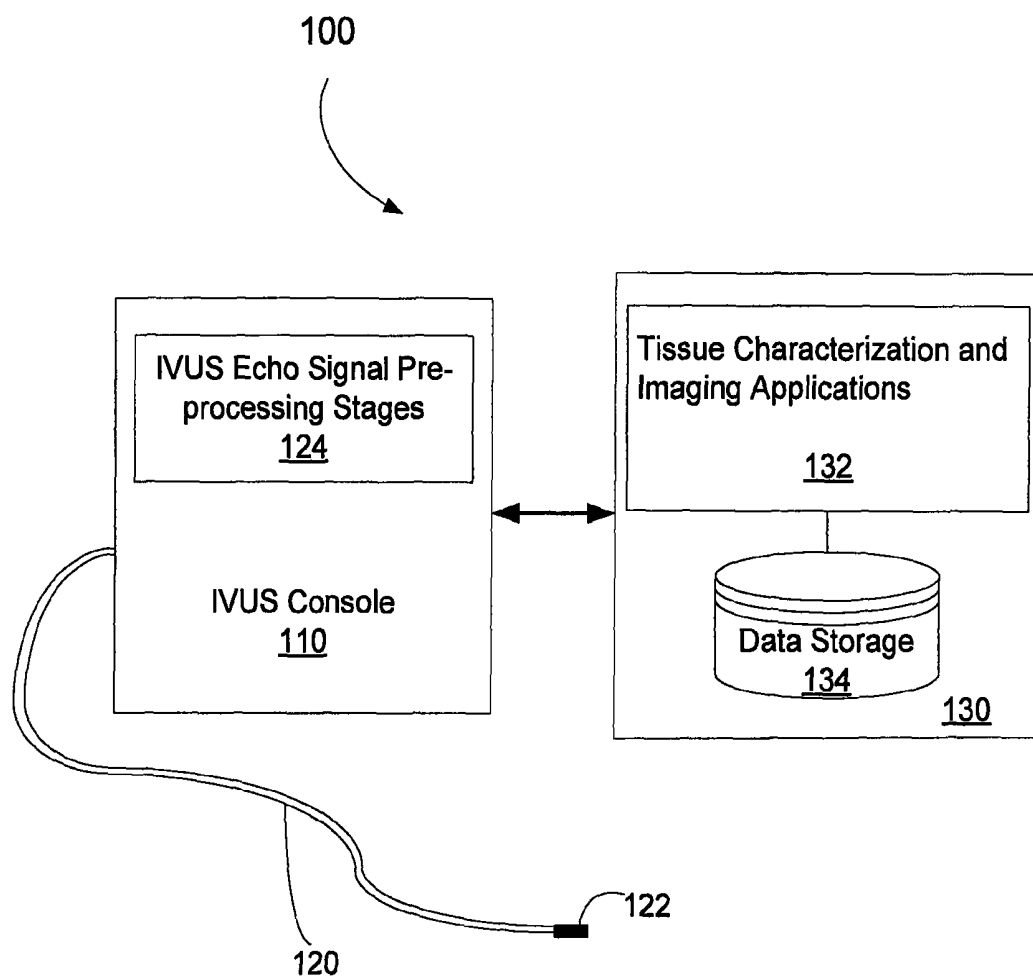 100
IVUS Echo Signal Pre-
processing Stages
124
IVUS Console
110
Tissue Characterization and
Imaging Applications
132
Data Storage
134
130
122
120